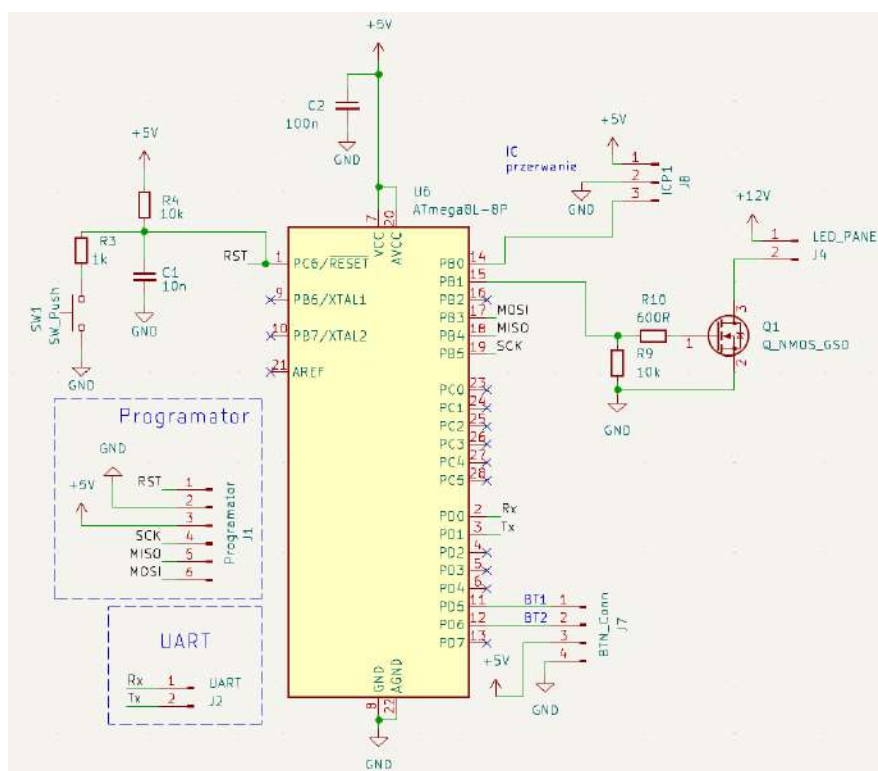 +5V
C2
100n
GND
+5V
R4
10k
R3
1k
C1
10n
GND
SW1
SW_Push
GND
RST
U6
ATmega8L-8P
7
20
VCC
AVCC
1
PC6/RESET
9
PB6/XTAL1
10
PB7/XTAL2
21
AREF
PB0
14
PB1
15
PB2
16
PB3
17
MOSI
PB4
18
MISO
PB5
19
SCK
PC0
23
PC1
24
PC2
25
PC3
26
PC4
27
PC5
28
PD0
2
Rx
PD1
3
Tx
PD2
4
PD3
5
PD4
6
PD5
11
BT1
1
PD6
12
BT2
2
PD7
13
3
4
BTN_Conn
J7
+5V
GND
GND
AGND
8
22
GND
IC
przerwanie
+5V
1
2
3
GND
ICP1
J8
+12V
1
LED_PANE
2
J4
R10
600R
R9
10k
GND
1
3
2
Q1
Q_NMOS_GSD
Programator
GND
+5V
RST
1
2
3
SCK
4
MISO
5
MOSI
6
Programator
J1
UART
Rx
1
UART
Tx
2
J2